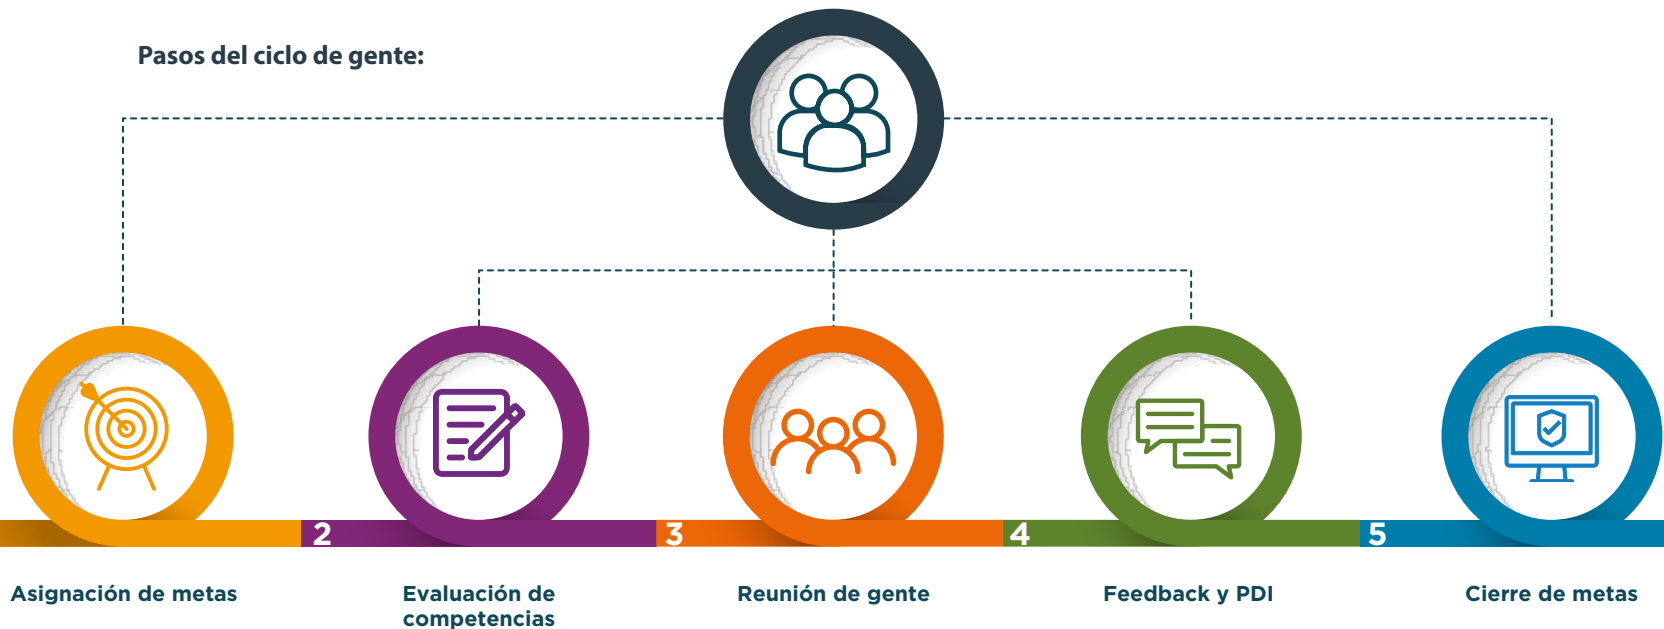 Pasos del ciclo de gente:
2
3
4
5
Asignación de metas
Evaluación de
competencias
Reunión de gente
Feedback y PDI
Cierre de metas